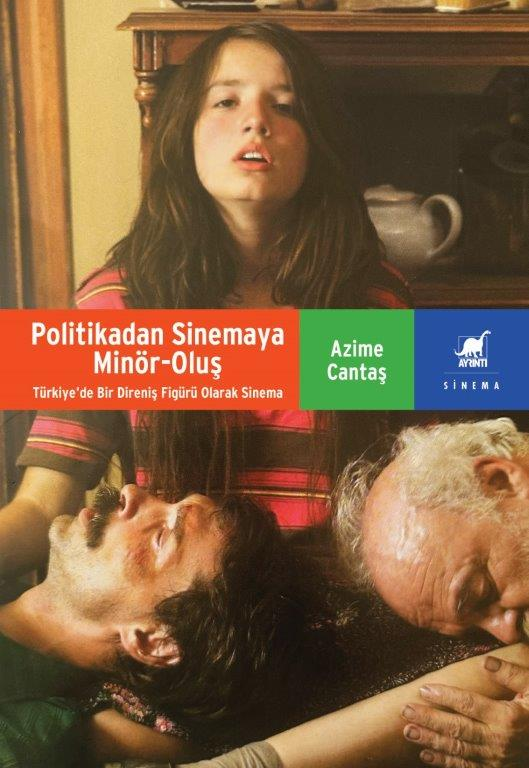 Politikadan Sinemaya
Minör-Oluş
Türkiye'de Bir Direniş Figürü Olarak Sinema
Azime
Cantaş
AYRINTI
SİNEMA